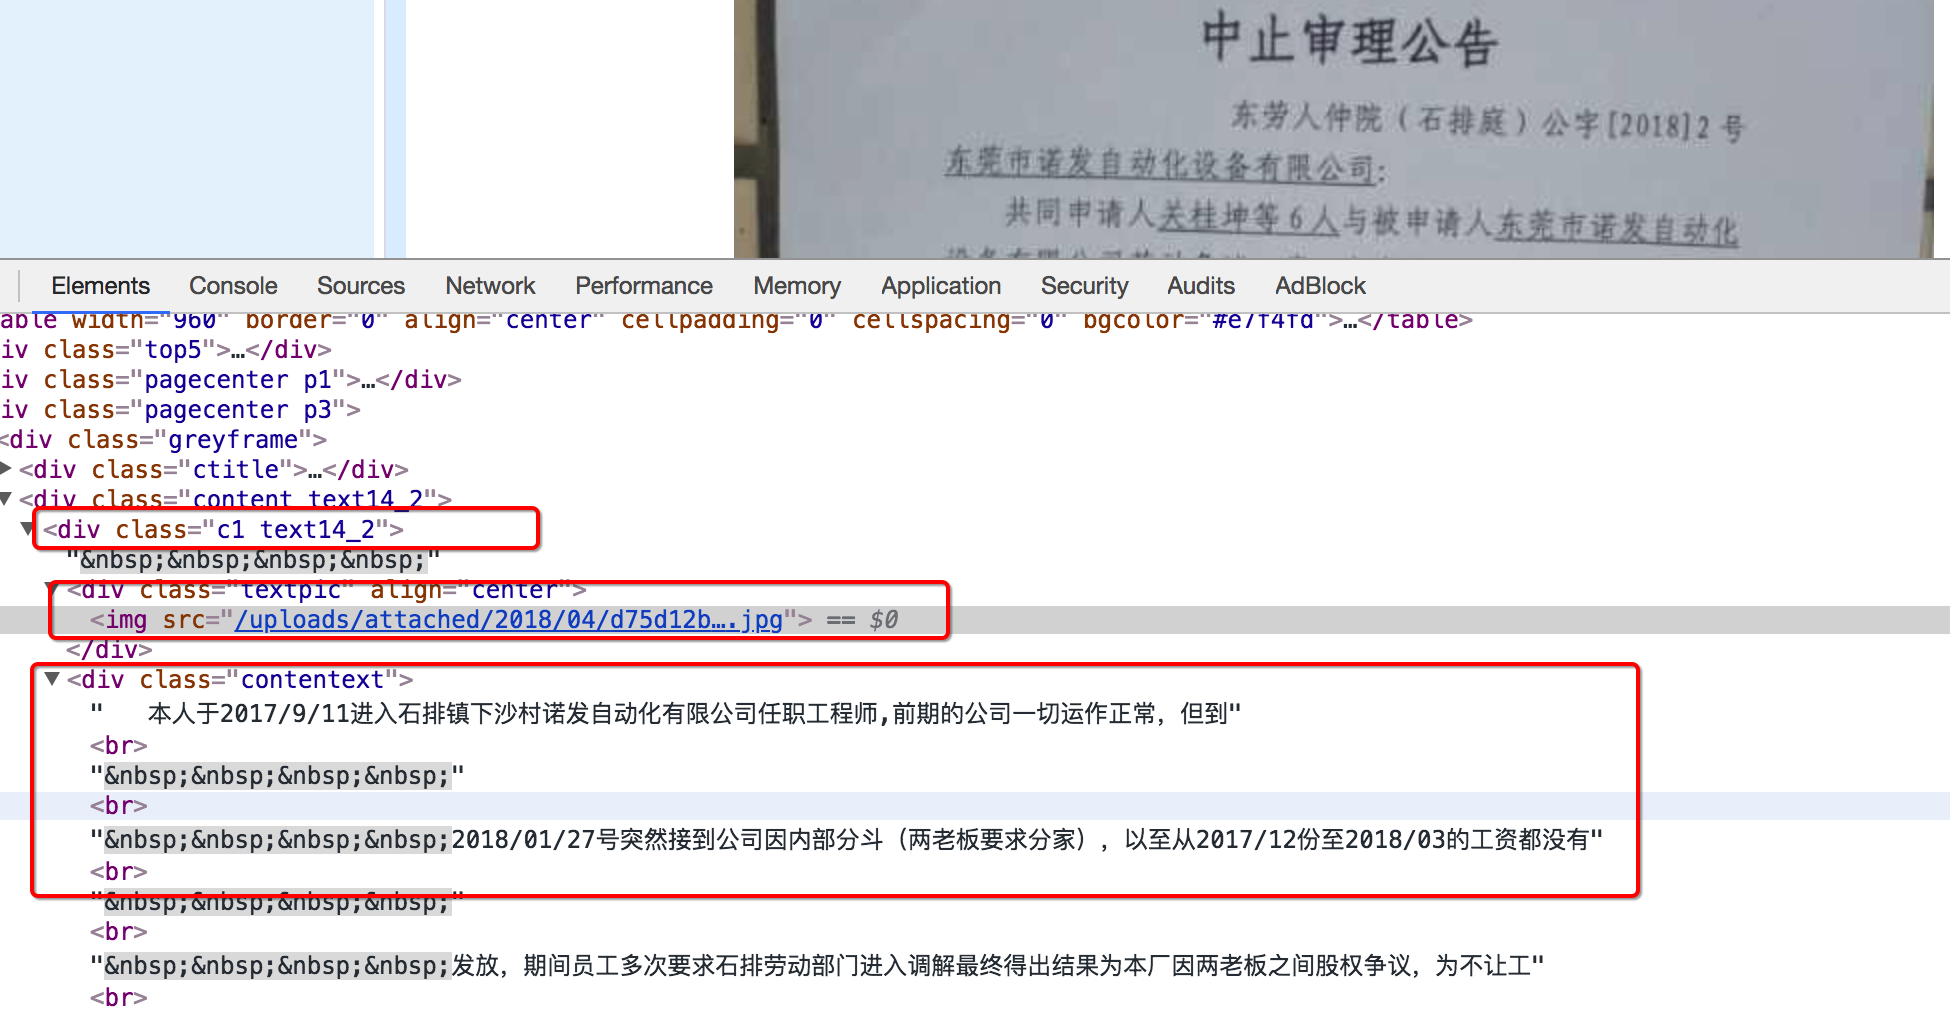 中止审理公告
东劳人仲院（石排庭）公字[2018]2 号
东莞市诺发自动化设备有限公司:
共同申请人关桂坤等 6 人与被申请人东莞市诺发自动化
Elements Console Sources Network Performance Memory Application Security Audits AdBlock
able width="960" border="0" align="center" cellpadding="0" cellspacing="0" bgcolor="#e7f4fd">…</table>
iv class="top5">…</div>
iv class="pagecenter p1">…</div>
iv class="pagecenter p3">
<div class="greyframe">
<div class="ctitle">…</div>
<div class="content text14_2">
<div class="c1 text14_2">
"&nbsp;&nbsp;&nbsp;&nbsp;"
<div class="textpic" align="center">
<img src="/uploads/attached/2018/04/d75d12b….jpg"> == $0
</div>
<div class="contentext">
"   本人于2017/9/11进入石排镇下沙村诺发自动化有限公司任职工程师,前期的公司一切运作正常，但到"
<br>
"&nbsp;&nbsp;&nbsp;&nbsp;"
<br>
"&nbsp;&nbsp;&nbsp;&nbsp;2018/01/27号突然接到公司因内部分斗（两老板要求分家），以至从2017/12份至2018/03的工资都没有"
<br>
"&nbsp;&nbsp;&nbsp;&nbsp;"
<br>
"&nbsp;&nbsp;&nbsp;&nbsp;发放，期间员工多次要求石排劳动部门进入调解最终得出结果为本厂因两老板之间股权争议，为不让工"
<br>